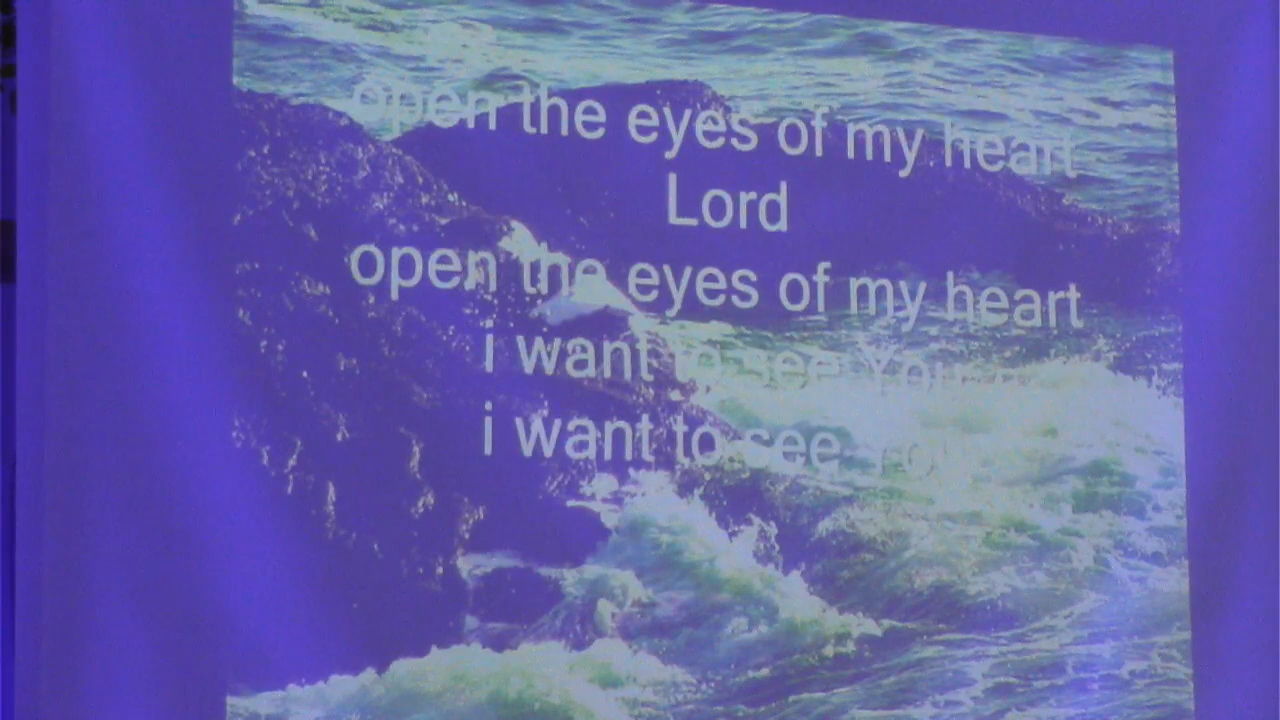 open the eyes of my heart
Lord
open the eyes of my heart
i want to see You
i want to see You